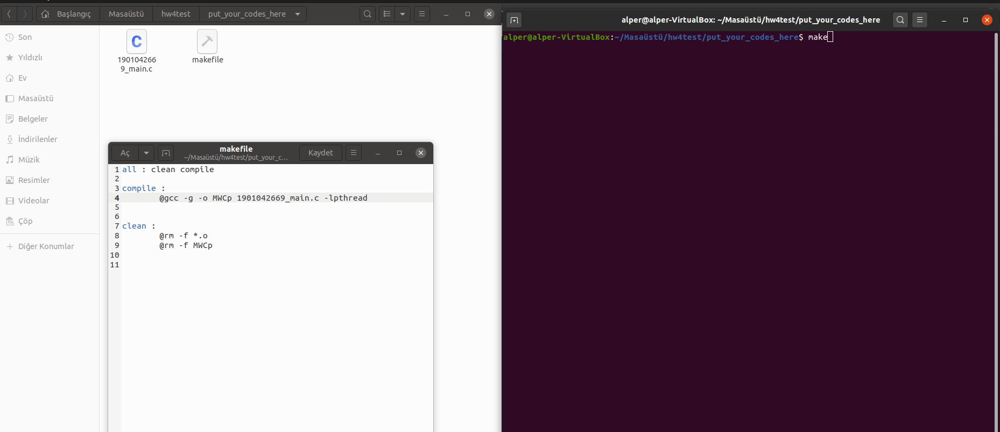 Başlangıç Masaüstü hw4test put_your_codes_here
Son
Yıldızlı
Ev
Masaüstü
Belgeler
İndirilenler
Müzik
Resimler
Videolar
Çöp
Diğer Konumlar
C
190104266
9_main.c
makefile
Aç
makefile
~/Masaüstü/hw4test/put_your_c...
Kaydet
1 all : clean compile
2
3 compile :
4 @gcc -g -o MWCp 1901042669_main.c -lpthread
5
6
7 clean :
8 @rm -f *.o
9 @rm -f MWCp
10
11
alper@alper-VirtualBox: ~/Masaüstü/hw4test/put_your_codes_here
alper@alper-VirtualBox:~/Masaüstü/hw4test/put_your_codes_here$ make